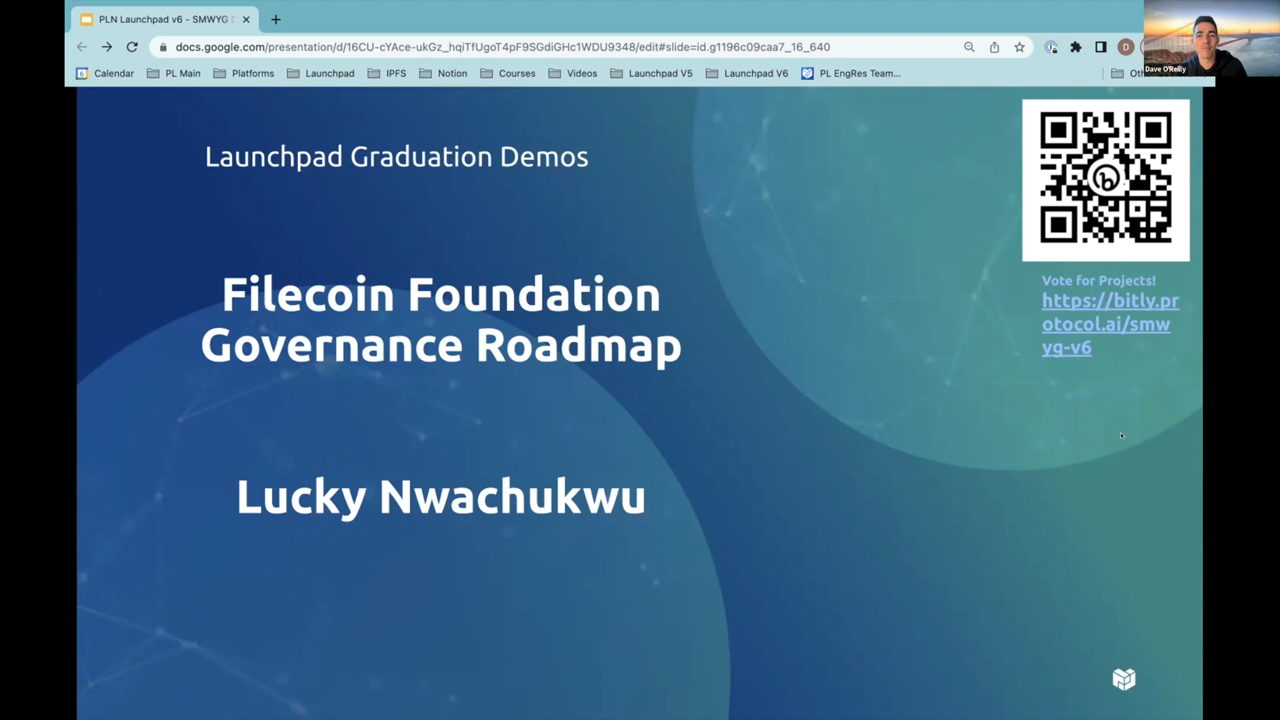 PLN Launchpad v6 - SMWYG
docs.google.com/presentation/d/16CU-cYAce-ukGz_hqiTfUgoT4pF9SGdiGHc1WDU9348/edit#slide=id.g1196c09caa7_16_640
D
Calendar PL Main Platforms Launchpad IPFS Notion Courses Videos Launchpad V5 Launchpad V6 PL EngRes Team...
Dave O'Reilly
Launchpad Graduation Demos
Filecoin Foundation
Governance Roadmap
Lucky Nwachukwu
Vote for Projects!
https://bitly.pr
otocol.ai/smw
yg-v6